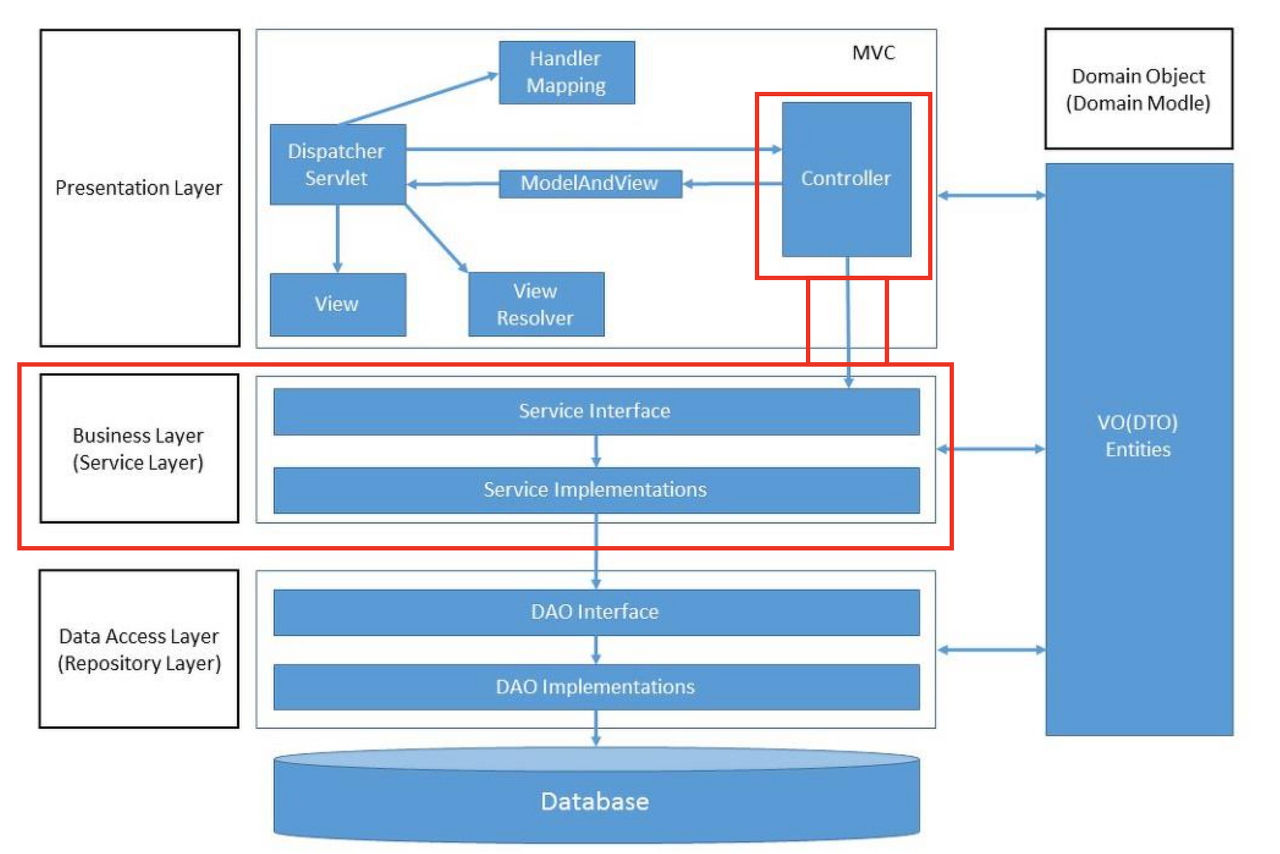 MVC
Handler
Mapping
Domain Object
(Domain Modle)
Dispatcher
Servlet
ModelAndView
Controller
Presentation Layer
View
View
Resolver
Business Layer
(Service Layer)
Service Interface
Service Implementations
VO(DTO)
Entities
Data Access Layer
(Repository Layer)
DAO Interface
DAO Implementations
Database